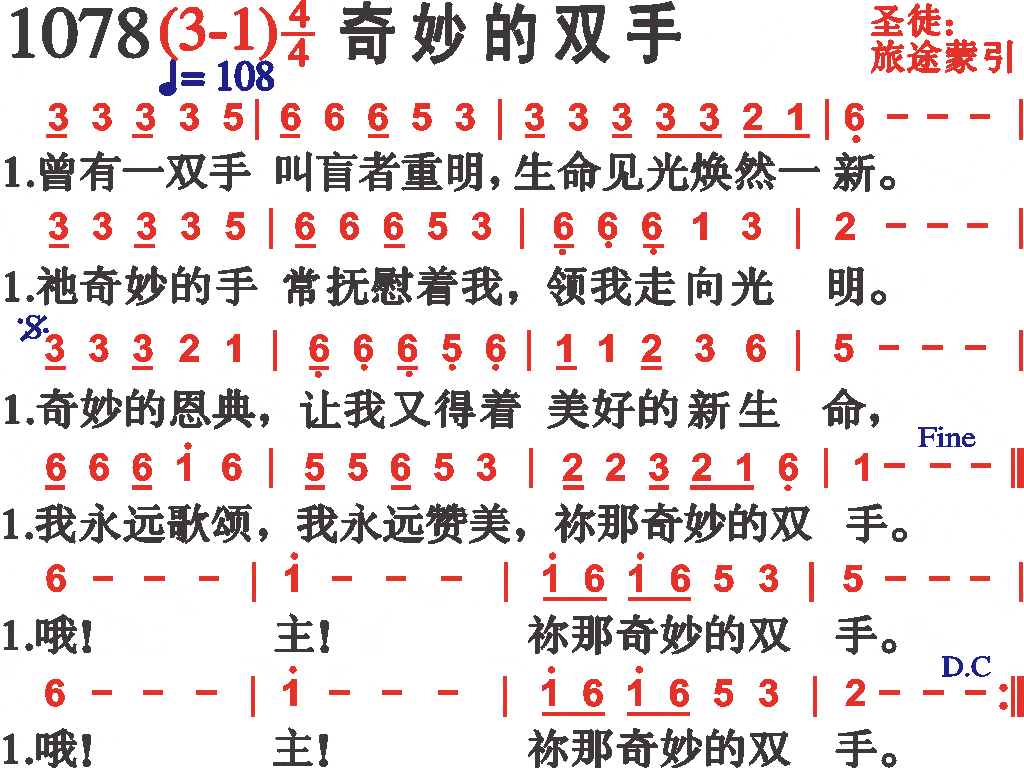 1078 (3-1) 4/4 奇妙的双手 圣徒:
♩= 108 旅途蒙引
3 3 3 3 5 | 6 6 6 5 3 | 3 3 3 3 3 2 1 | 6̣ - - - |
1.曾有一双手 叫盲者重明,生命见光焕然一 新。
3 3 3 3 5 | 6 6 6 5 3 | 6̣ 6̣ 6̣ 1 3 | 2 - - - |
1.祂奇妙的手 常抚慰着我,领我走向光 明。
𝄋
3 3 3 2 1 | 6̣ 6̣ 6̣ 5̣ 6̣ | 1 1 2 3 6 | 5 - - - |
1.奇妙的恩典,让我又得着 美好的新生 命,
Fine
6 6 6 1̇ 6 | 5 5 6 5 3 | 2 2 3 2 1 6̣ | 1 - - - ‖
1.我永远歌颂,我永远赞美,祢那奇妙的双 手。
6 - - - | 1̇ - - - | 1̇ 6 1̇ 6 5 3 | 5 - - - |
1.哦! 主! 祢那奇妙的双 手。
D.C
6 - - - | 1̇ - - - | 1̇ 6 1̇ 6 5 3 | 2 - - - :‖
1.哦! 主! 祢那奇妙的双 手。